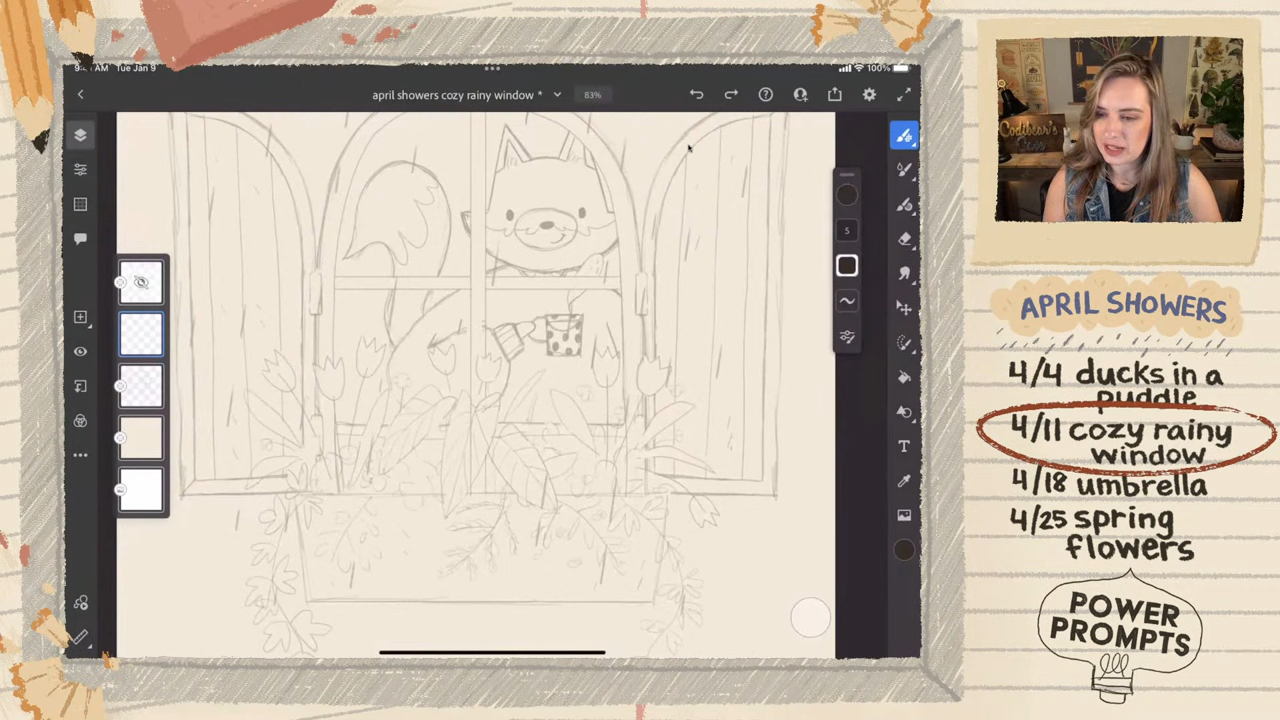 Tue Jan 9
100%
april showers cozy rainy window *
83%
5
T
APRIL SHOWERS
4/4 ducks in a
puddle
4/11 cozy rainy
window
4/18 umbrella
4/25 spring
flowers
POWER
PROMPTS